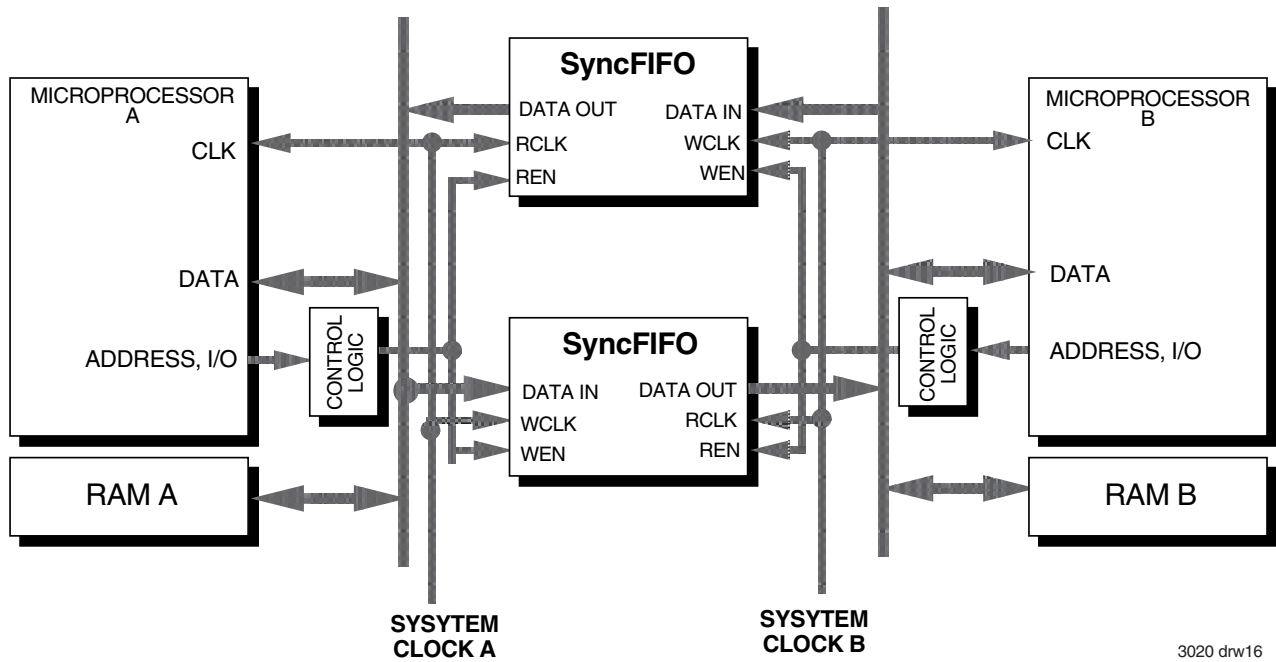 MICROPROCESSOR
A
CLK
DATA
ADDRESS, I/O
RAM A
CONTROL
LOGIC
SyncFIFO
DATA OUT
DATA IN
RCLK
WCLK
REN
WEN
SyncFIFO
DATA IN
DATA OUT
WCLK
RCLK
WEN
REN
MICROPROCESSOR
B
CLK
DATA
ADDRESS, I/O
CONTROL
LOGIC
RAM B
SYSYTEM
CLOCK A
SYSYTEM
CLOCK B
3020 drw16